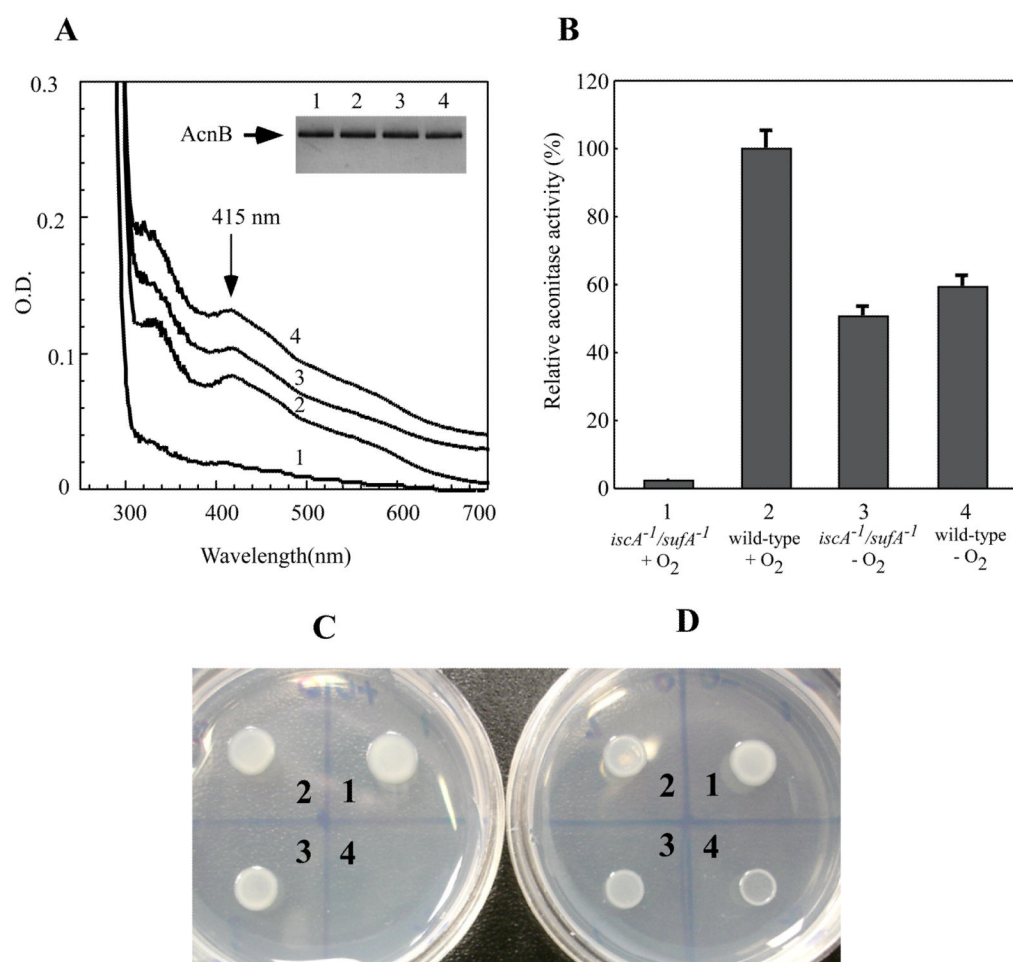 A
B
0.3
0.2
0.1
0
O.D.
300
400
500
600
700
Wavelength(nm)
AcnB
1 2 3 4
415 nm
4
3
2
1
120
100
80
60
40
20
0
Relative aconitase activity (%)
1 2 3 4
iscA⁻¹/sufA⁻¹ wild-type iscA⁻¹/sufA⁻¹ wild-type
+ O₂ + O₂ - O₂ - O₂
C
D
2 1
3 4
2 1
3 4